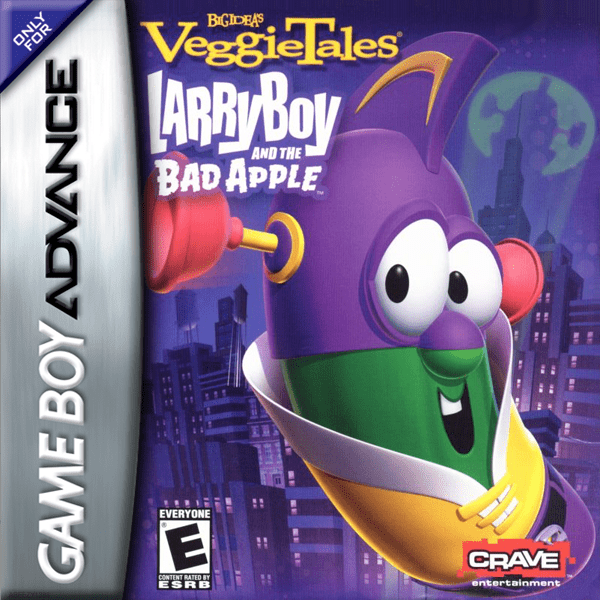 ONLY
FOR
GAME BOY ADVANCE
BIG IDEA'S
VeggieTales®
LARRYBOY
AND THE
BAD APPLE™
EVERYONE
E
CONTENT RATED BY
ESRB
CRAVE
entertainment